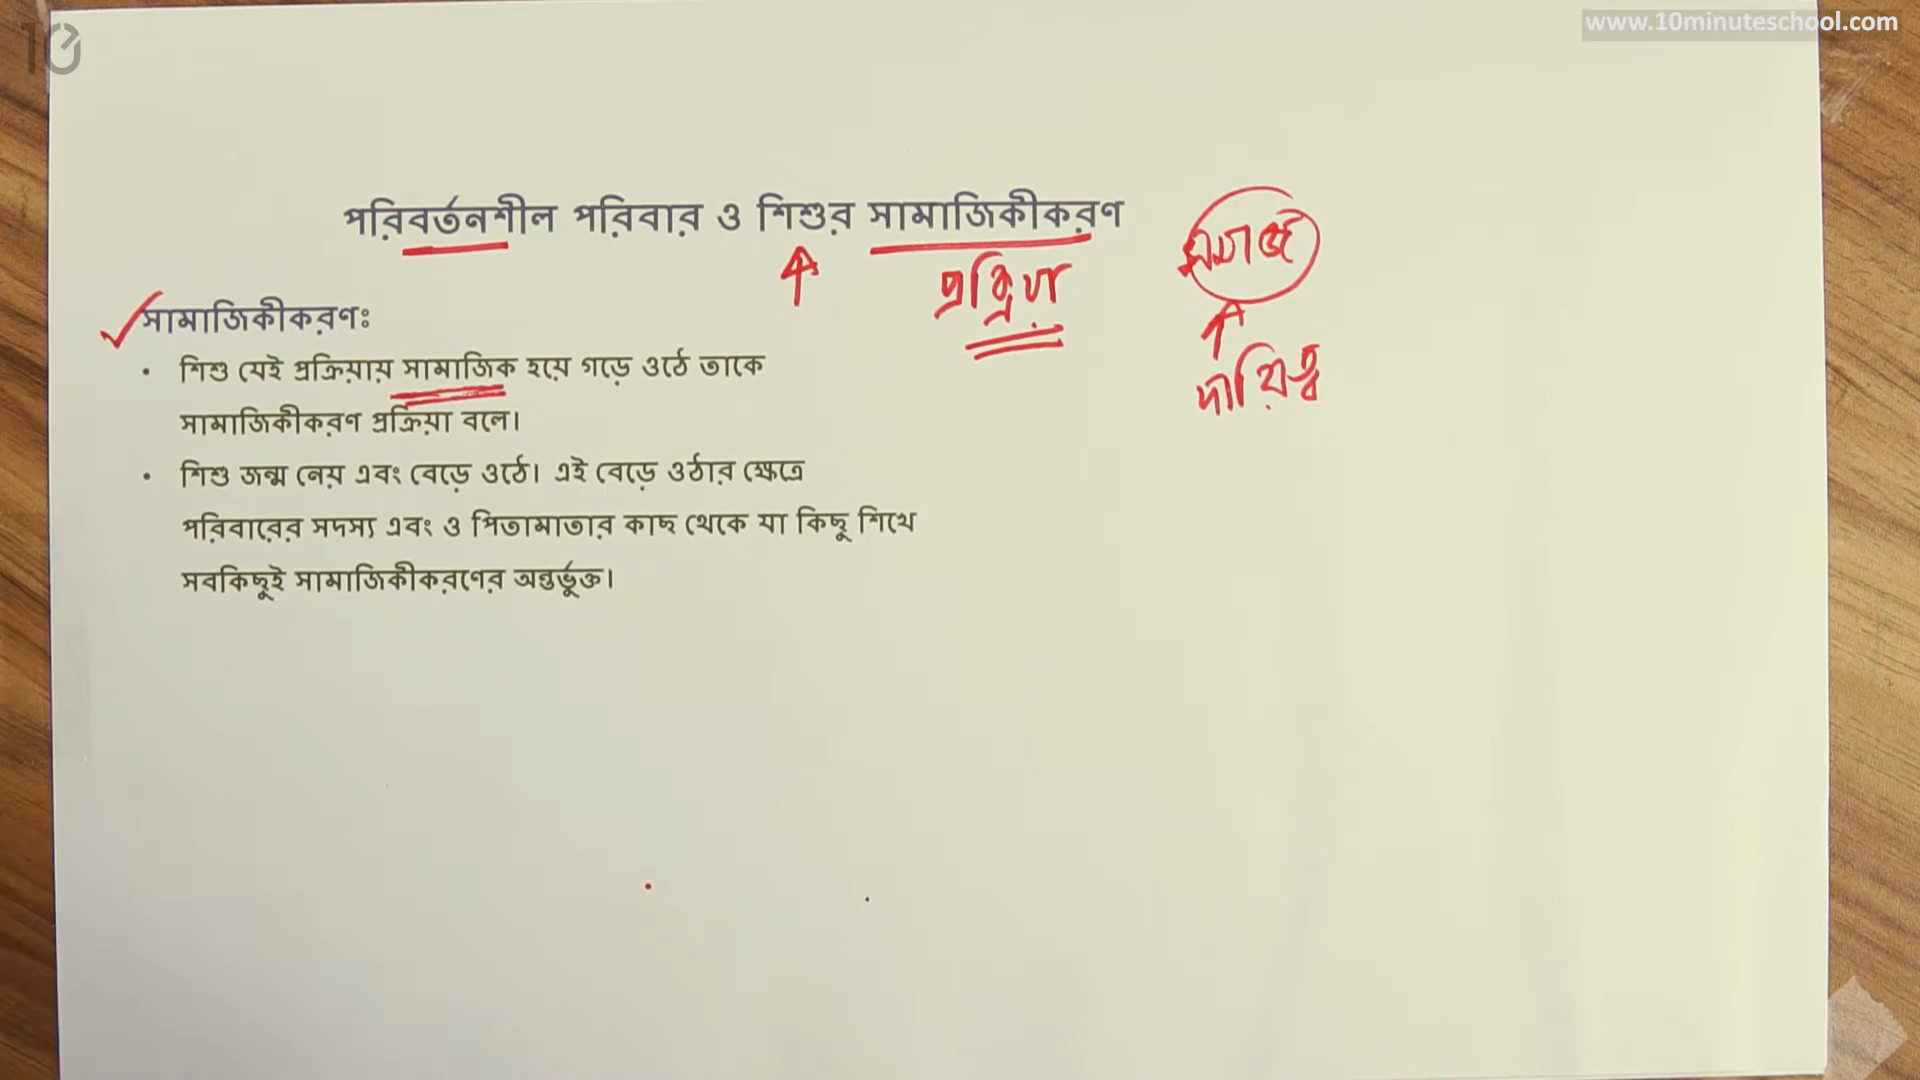 10
www.10minuteschool.com
পরিবর্তনশীল পরিবার ও শিশুর সামাজিকীকরণ
সমাজ
প্রক্রিয়া
দায়িত্ব
সামাজিকীকরণঃ
• শিশু যেই প্রক্রিয়ায় সামাজিক হয়ে গড়ে ওঠে তাকে
সামাজিকীকরণ প্রক্রিয়া বলে।
• শিশু জন্ম নেয় এবং বেড়ে ওঠে। এই বেড়ে ওঠার ক্ষেত্রে
পরিবারের সদস্য এবং ও পিতামাতার কাছ থেকে যা কিছু শিখে
সবকিছুই সামাজিকীকরণের অন্তর্ভুক্ত।